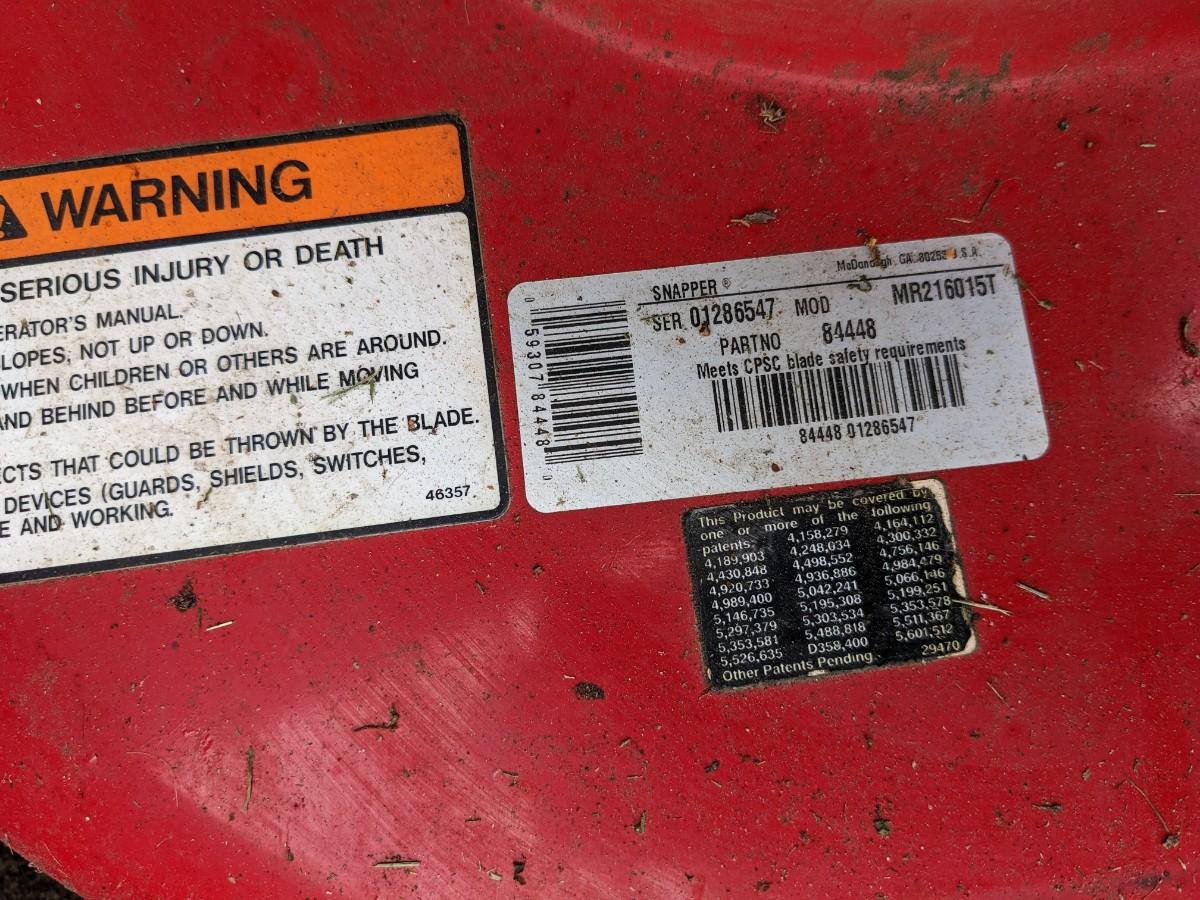 WARNING
SERIOUS INJURY OR DEATH
ERATOR'S MANUAL.
LOPES, NOT UP OR DOWN.
WHEN CHILDREN OR OTHERS ARE AROUND.
AND BEHIND BEFORE AND WHILE MOVING
ECTS THAT COULD BE THROWN BY THE BLADE.
DEVICES (GUARDS, SHIELDS, SWITCHES,
E AND WORKING.
46357
McDonough, GA. 30253 U.S.A.
SNAPPER ®
SER 01286547 MOD MR216015T
PARTNO 84448
Meets CPSC blade safety requirements
84448 01286547
0 59307 84448 0
This Product may be covered by
one or more of the following
patents: 4,158,279 4,164,112
4,189,903 4,248,034 4,300,332
4,430,848 4,498,552 4,756,146
4,920,733 4,936,886 4,984,479
4,989,400 5,042,241 5,066,146
5,146,735 5,195,308 5,199,251
5,297,379 5,303,534 5,353,578
5,353,581 5,488,818 5,511,367
5,526,635 D358,400 5,601,512
Other Patents Pending. 29470